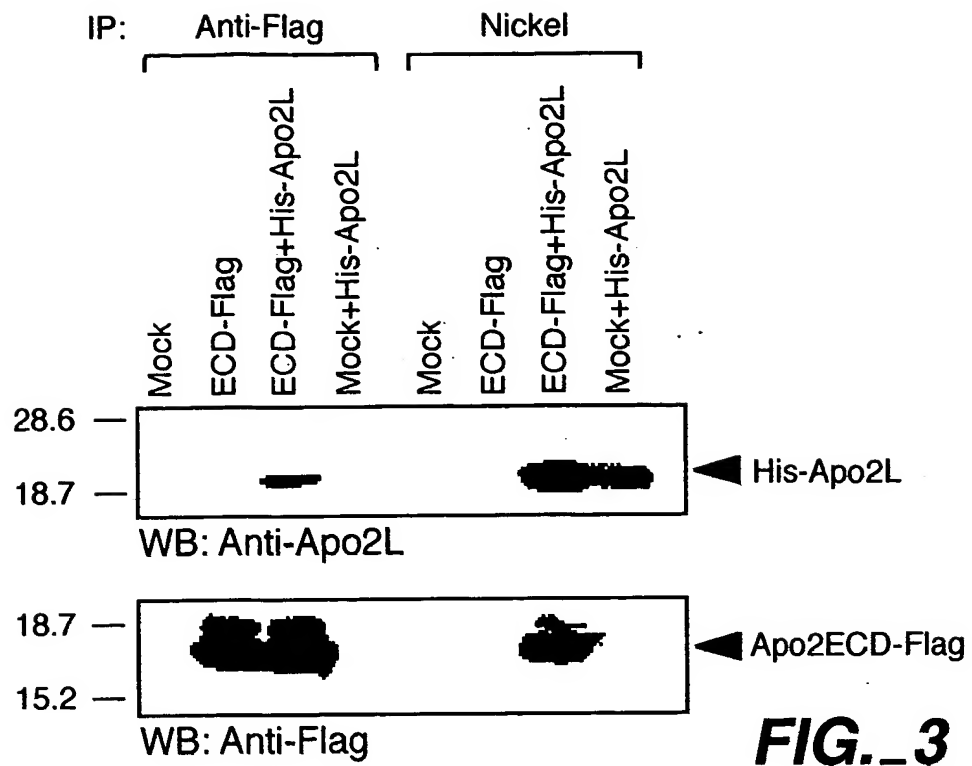 IP: Anti-Flag Nickel
Mock
ECD-Flag
ECD-Flag+His-Apo2L
Mock+His-Apo2L
Mock
ECD-Flag
ECD-Flag+His-Apo2L
Mock+His-Apo2L
28.6
18.7
His-Apo2L
WB: Anti-Apo2L
18.7
15.2
Apo2ECD-Flag
WB: Anti-Flag
FIG._3